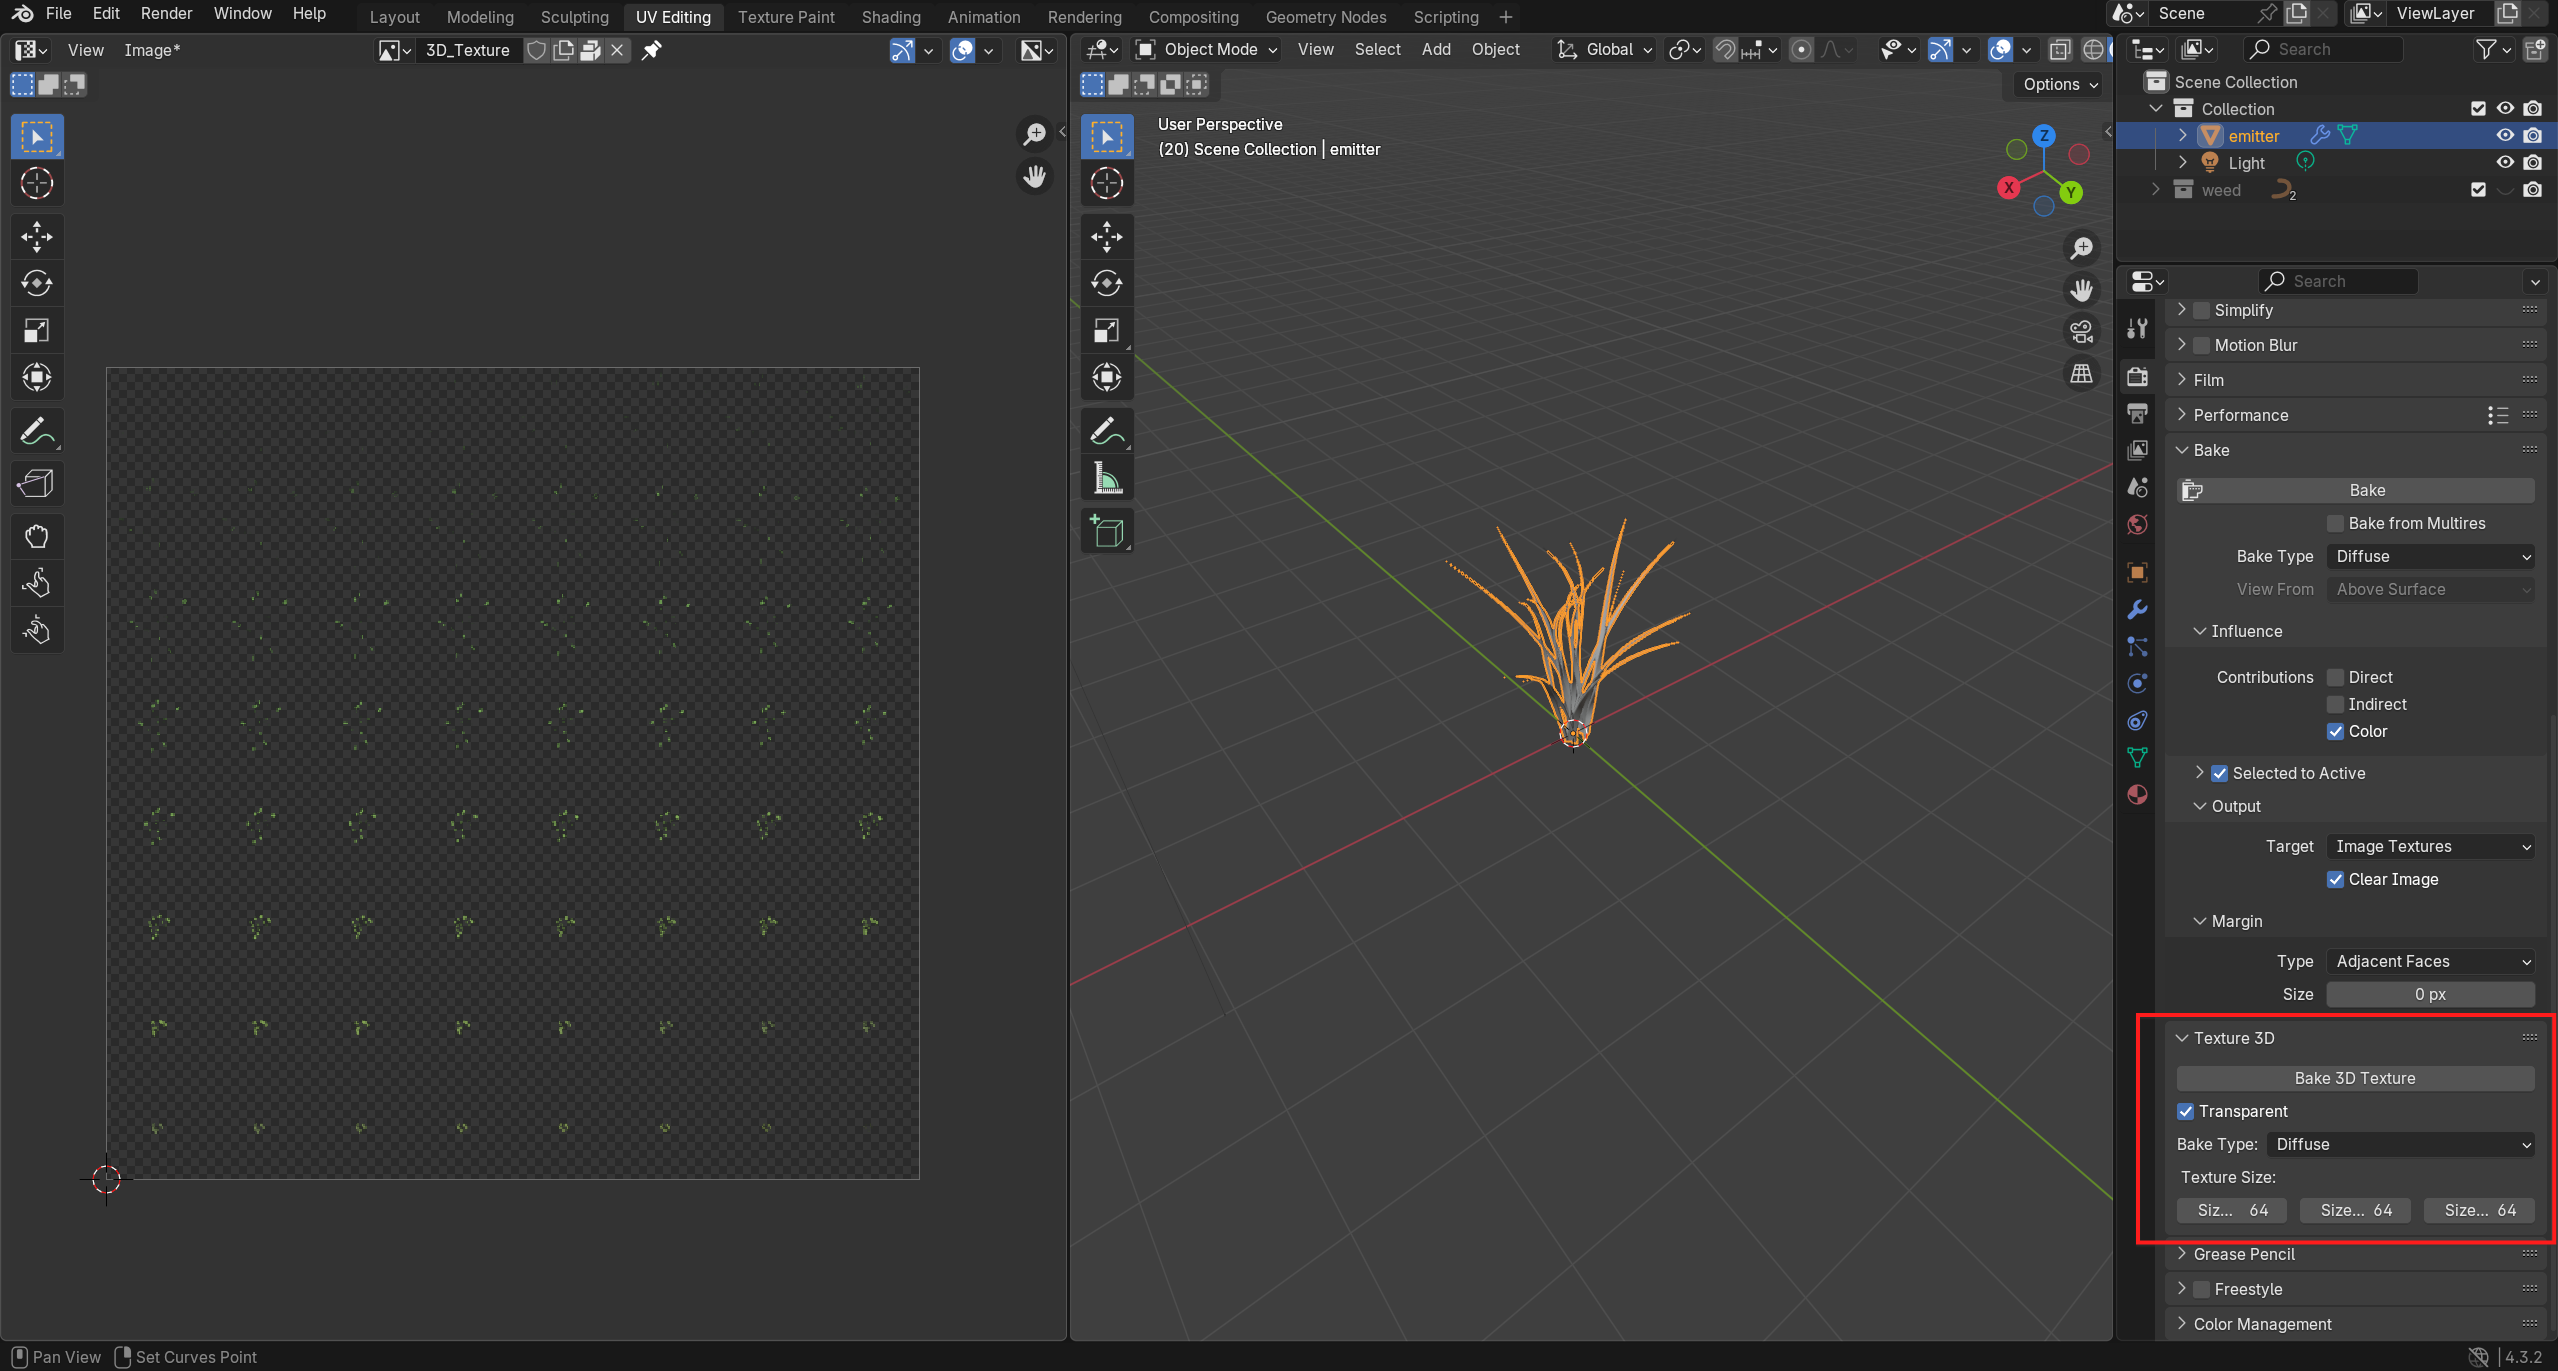 File Edit Render Window Help Layout Modeling Sculpting UV Editing Texture Paint Shading Animation Rendering Compositing Geometry Nodes Scripting + Scene ViewLayer
View Image* 3D_Texture
Object Mode View Select Add Object Global
Options
User Perspective
(20) Scene Collection | emitter
Z
X
Y
Search
Scene Collection
Collection
emitter
Light
weed 2
Search
Simplify
Motion Blur
Film
Performance
Bake
Bake
Bake from Multires
Bake Type Diffuse
View From Above Surface
Influence
Contributions Direct
Indirect
Color
Selected to Active
Output
Target Image Textures
Clear Image
Margin
Type Adjacent Faces
Size 0 px
Texture 3D
Bake 3D Texture
Transparent
Bake Type: Diffuse
Texture Size:
Siz... 64 Size... 64 Size... 64
Grease Pencil
Freestyle
Color Management
Pan View Set Curves Point 4.3.2